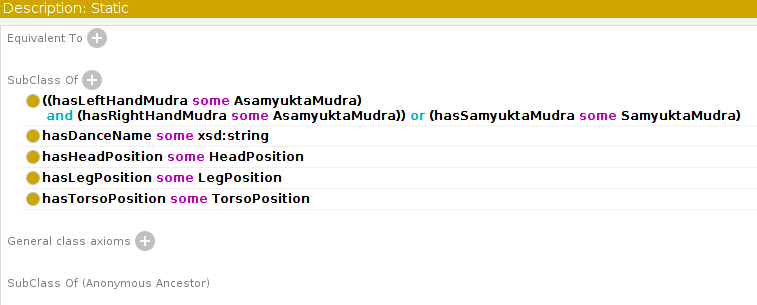 Description: Static
Equivalent To
SubClass Of
((hasLeftHandMudra some AsamyuktaMudra)
and (hasRightHandMudra some AsamyuktaMudra)) or (hasSamyuktaMudra some SamyuktaMudra)
hasDanceName some xsd:string
hasHeadPosition some HeadPosition
hasLegPosition some LegPosition
hasTorsoPosition some TorsoPosition
General class axioms
SubClass Of (Anonymous Ancestor)